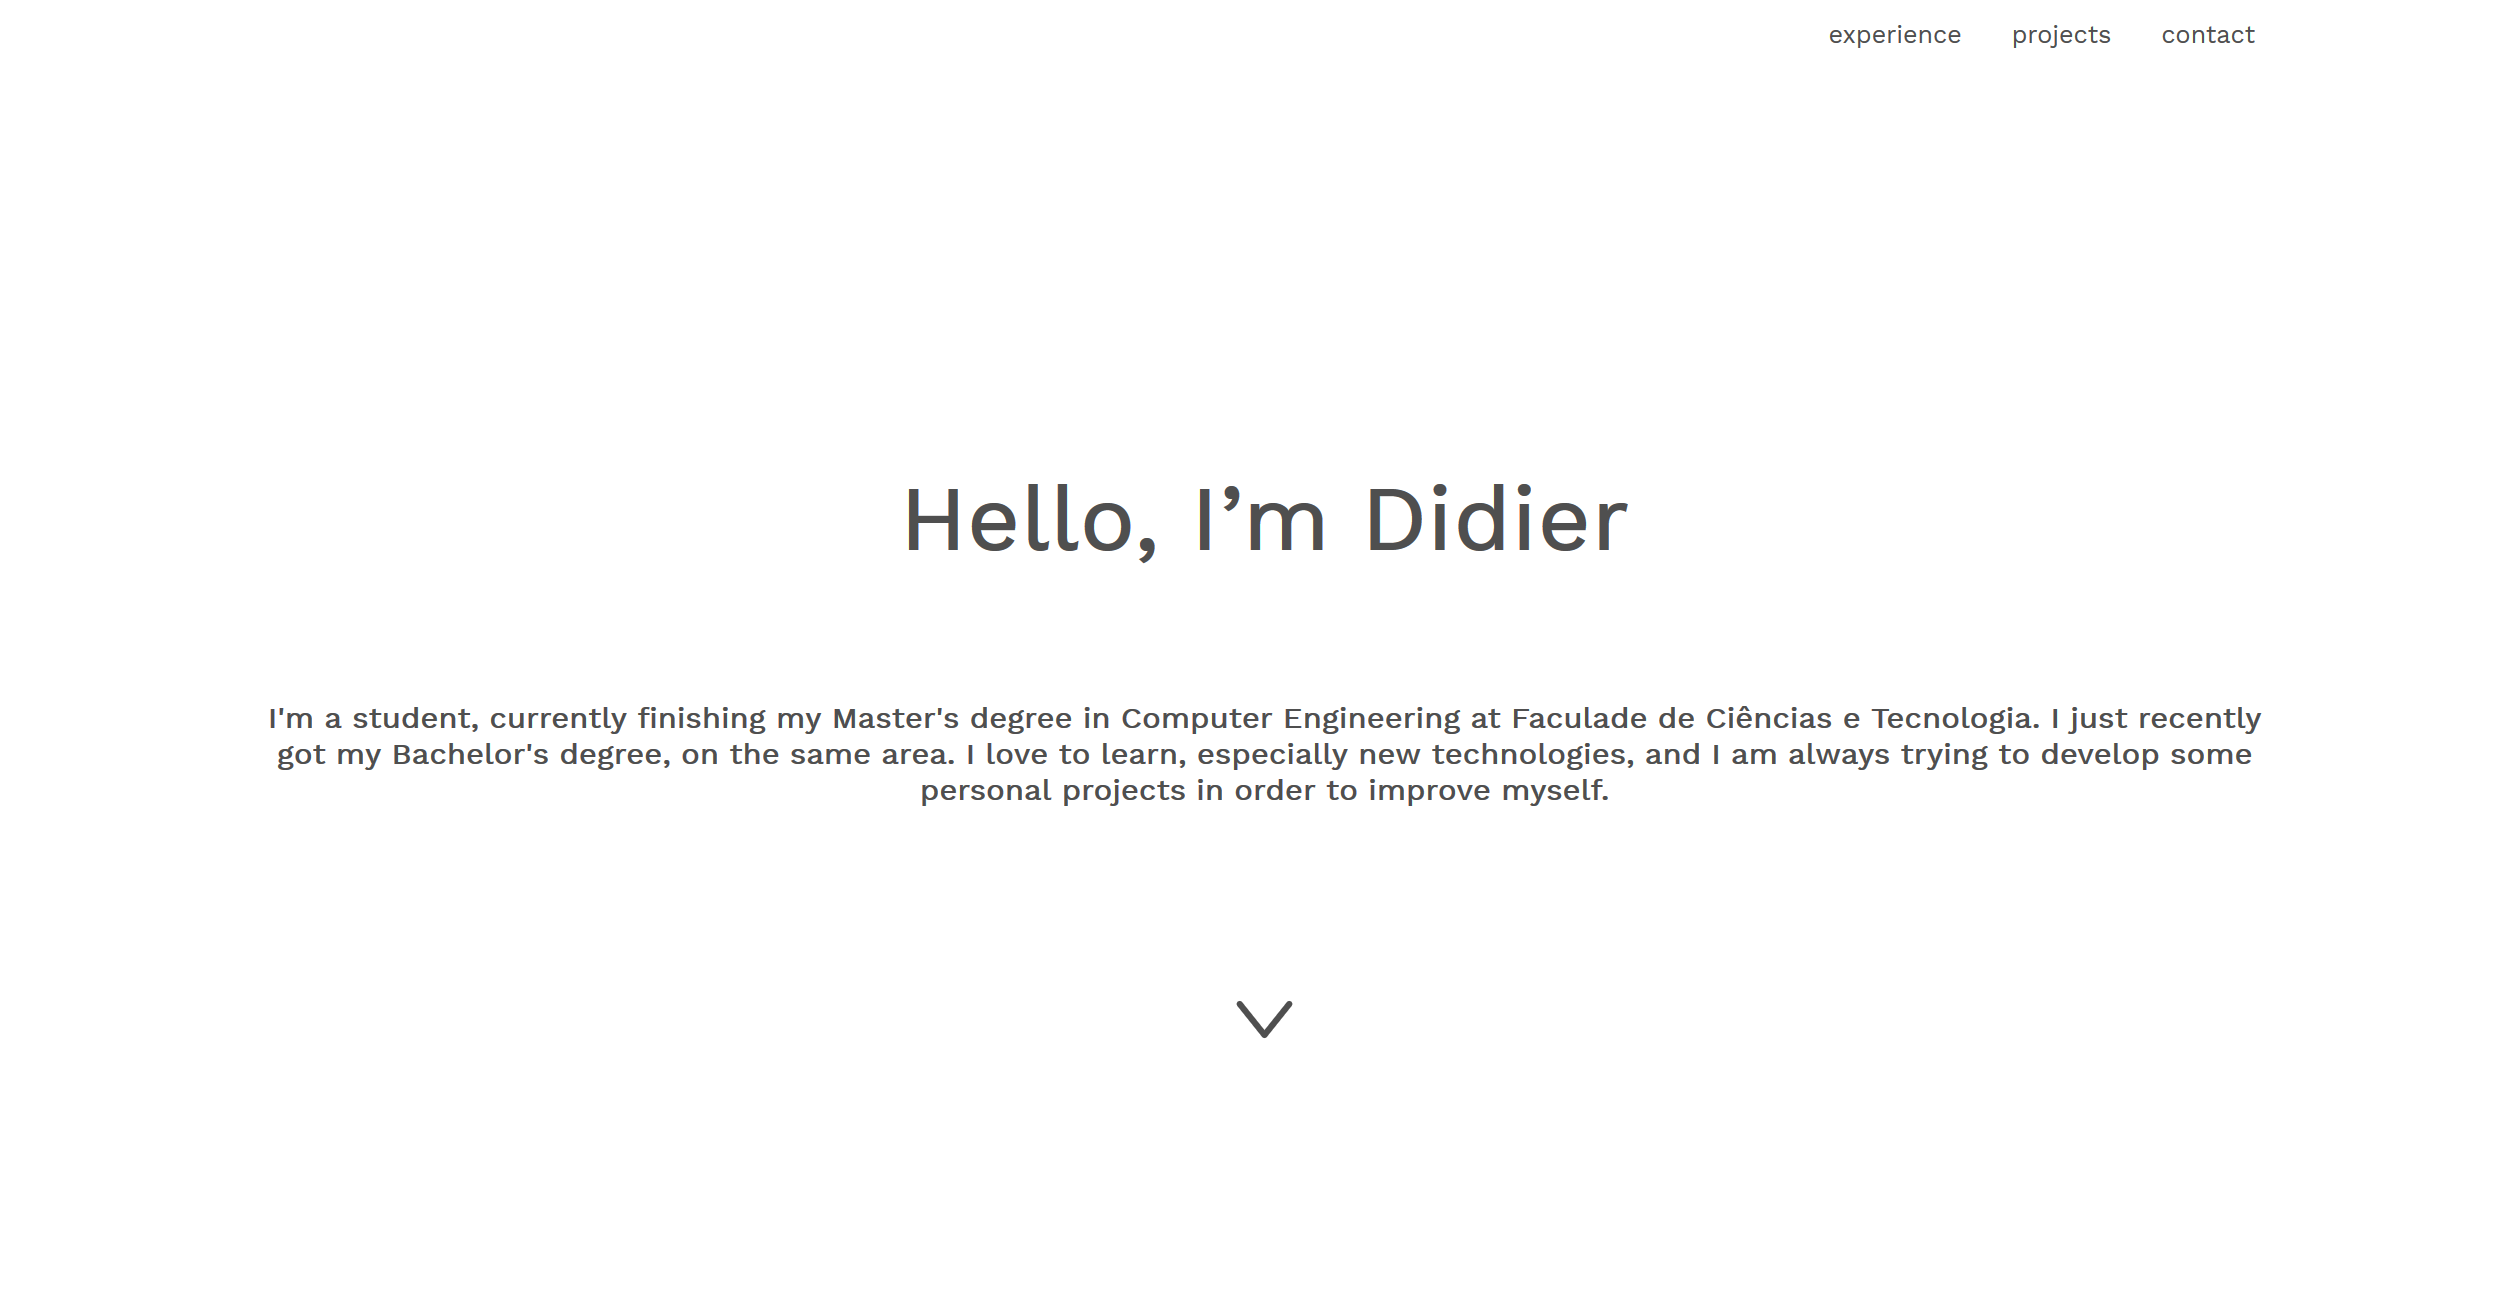 experience projects contact
Hello, I’m Didier
I'm a student, currently finishing my Master's degree in Computer Engineering at Faculade de Ciências e Tecnologia. I just recently
got my Bachelor's degree, on the same area. I love to learn, especially new technologies, and I am always trying to develop some
personal projects in order to improve myself.